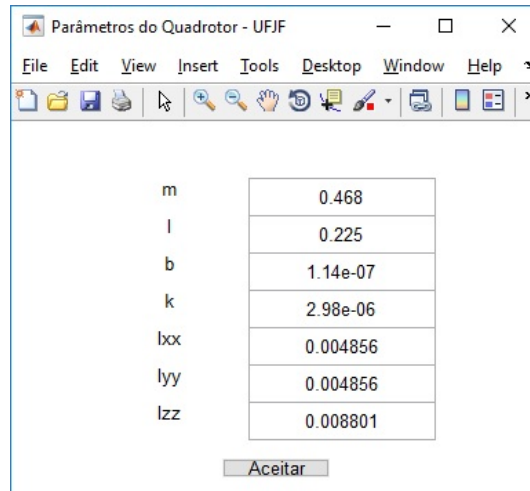 Parâmetros do Quadrotor - UFJF
File Edit View Insert Tools Desktop Window Help
m 0.468
l 0.225
b 1.14e-07
k 2.98e-06
Ixx 0.004856
Iyy 0.004856
Izz 0.008801
Aceitar